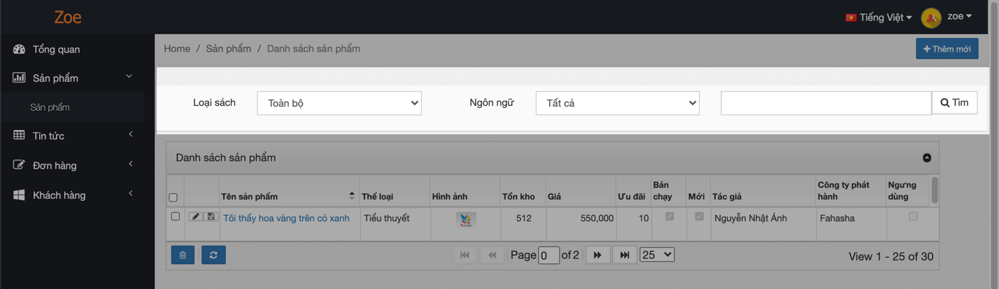 Zoe
Tiếng Việt
zoe
Tổng quan
Sản phẩm
Sản phẩm
Tin tức
Đơn hàng
Khách hàng
Home / Sản phẩm / Danh sách sản phẩm
Thêm mới
Loại sách Toàn bộ Ngôn ngữ Tất cả Tìm
Danh sách sản phẩm
Tên sản phẩm Thể loại Hình ảnh Tồn kho Giá Ưu đãi Bán chạy Mới Tác giả Công ty phát hành Ngưng dùng
Tôi thấy hoa vàng trên cỏ xanh Tiểu thuyết 512 550,000 10 Nguyễn Nhật Ánh Fahasha
Page 0 of 2 25 View 1 - 25 of 30